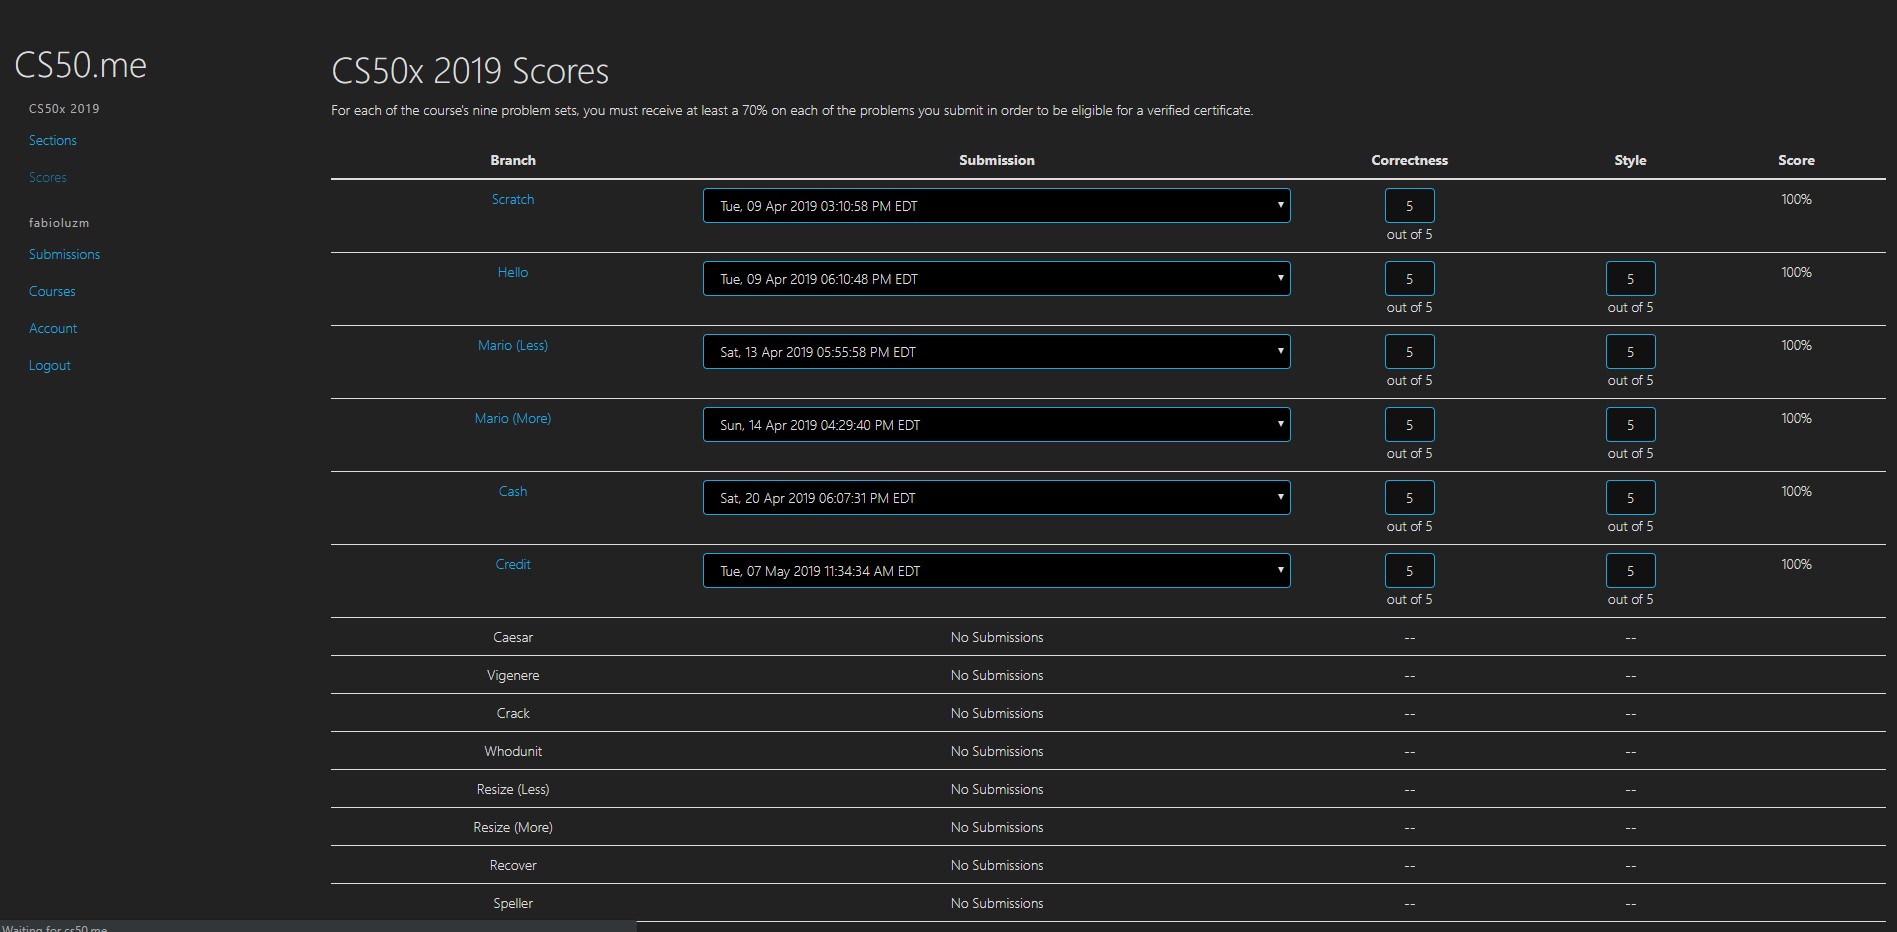 CS50.me
CS50x 2019
Sections
Scores
fabioluzm
Submissions
Courses
Account
Logout
CS50x 2019 Scores
For each of the course's nine problem sets, you must receive at least a 70% on each of the problems you submit in order to be eligible for a verified certificate.
Branch Submission Correctness Style Score
Scratch Tue, 09 Apr 2019 03:10:58 PM EDT 5 100%
out of 5
Hello Tue, 09 Apr 2019 06:10:48 PM EDT 5 5 100%
out of 5 out of 5
Mario (Less) Sat, 13 Apr 2019 05:55:58 PM EDT 5 5 100%
out of 5 out of 5
Mario (More) Sun, 14 Apr 2019 04:29:40 PM EDT 5 5 100%
out of 5 out of 5
Cash Sat, 20 Apr 2019 06:07:31 PM EDT 5 5 100%
out of 5 out of 5
Credit Tue, 07 May 2019 11:34:34 AM EDT 5 5 100%
out of 5 out of 5
Caesar No Submissions -- --
Vigenere No Submissions -- --
Crack No Submissions -- --
Whodunit No Submissions -- --
Resize (Less) No Submissions -- --
Resize (More) No Submissions -- --
Recover No Submissions -- --
Speller No Submissions -- --
Waiting for cs50.me